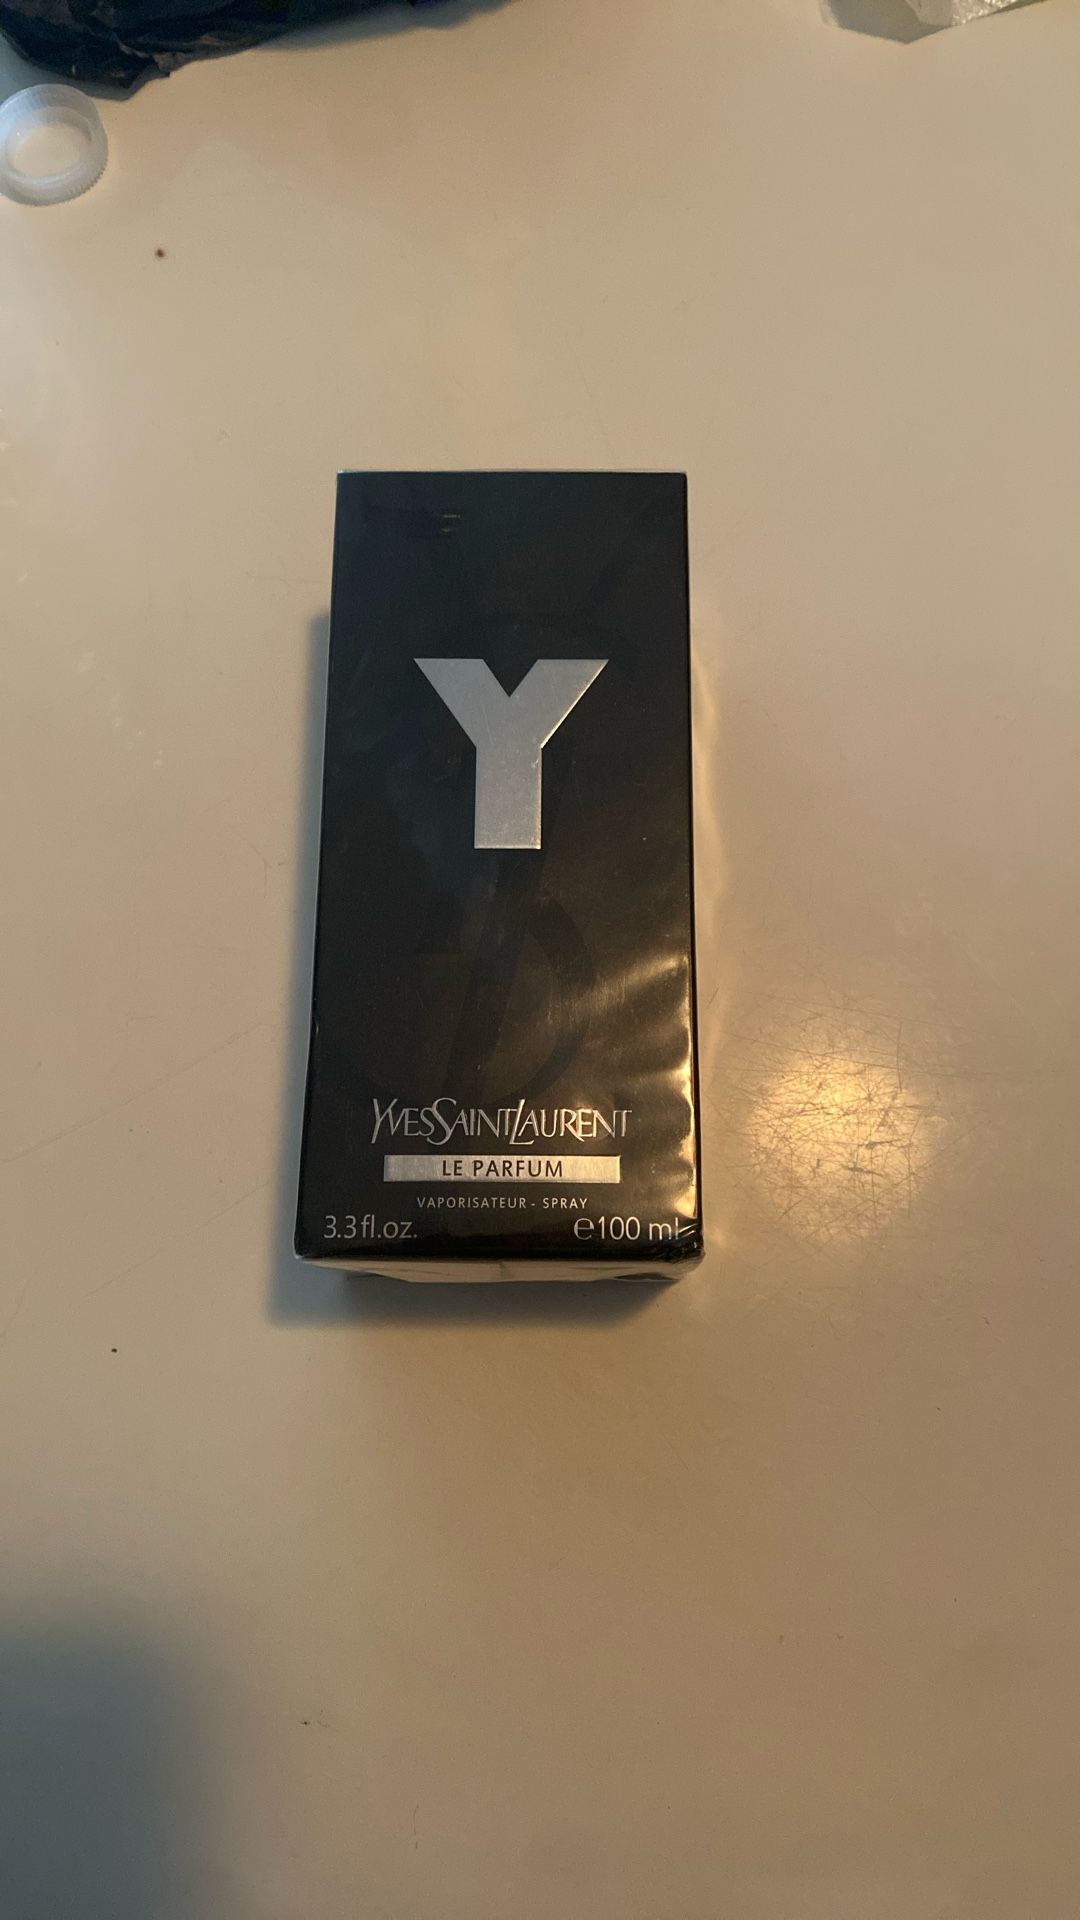 Y
YVESSAINTLAURENT
LE PARFUM
VAPORISATEUR - SPRAY
3.3 fl.oz. ℮100 ml